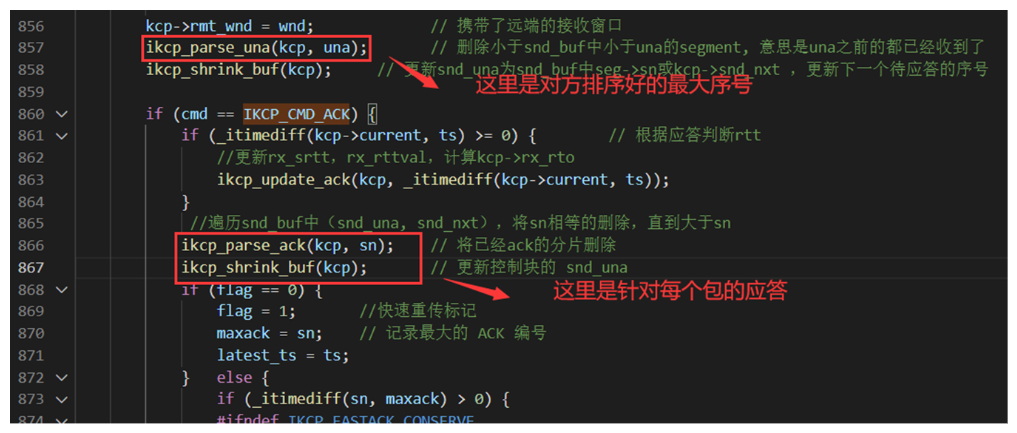 856 kcp->rmt_wnd = wnd; // 携带了远端的接收窗口
857 ikcp_parse_una(kcp, una); // 删除小于snd_buf中小于una的segment, 意思是una之前的都已经收到了
858 ikcp_shrink_buf(kcp); // 更新snd_una为snd_buf中seg->sn或kcp->snd_nxt ，更新下一个待应答的序号
这里是对方排序好的最大序号
859
860 if (cmd == IKCP_CMD_ACK) {
861 if (_itimediff(kcp->current, ts) >= 0) { // 根据应答判断rtt
862 //更新rx_srtt，rx_rttval，计算kcp->rx_rto
863 ikcp_update_ack(kcp, _itimediff(kcp->current, ts));
864 }
865 //遍历snd_buf中（snd_una, snd_nxt），将sn相等的删除，直到大于sn
866 ikcp_parse_ack(kcp, sn); // 将已经ack的分片删除
867 ikcp_shrink_buf(kcp); // 更新控制块的 snd_una
868 if (flag == 0) {
这里是针对每个包的应答
869 flag = 1; //快速重传标记
870 maxack = sn; // 记录最大的 ACK 编号
871 latest_ts = ts;
872 } else {
873 if (_itimediff(sn, maxack) > 0) {
874 #ifndef IKCP_FASTACK_CONSERVE